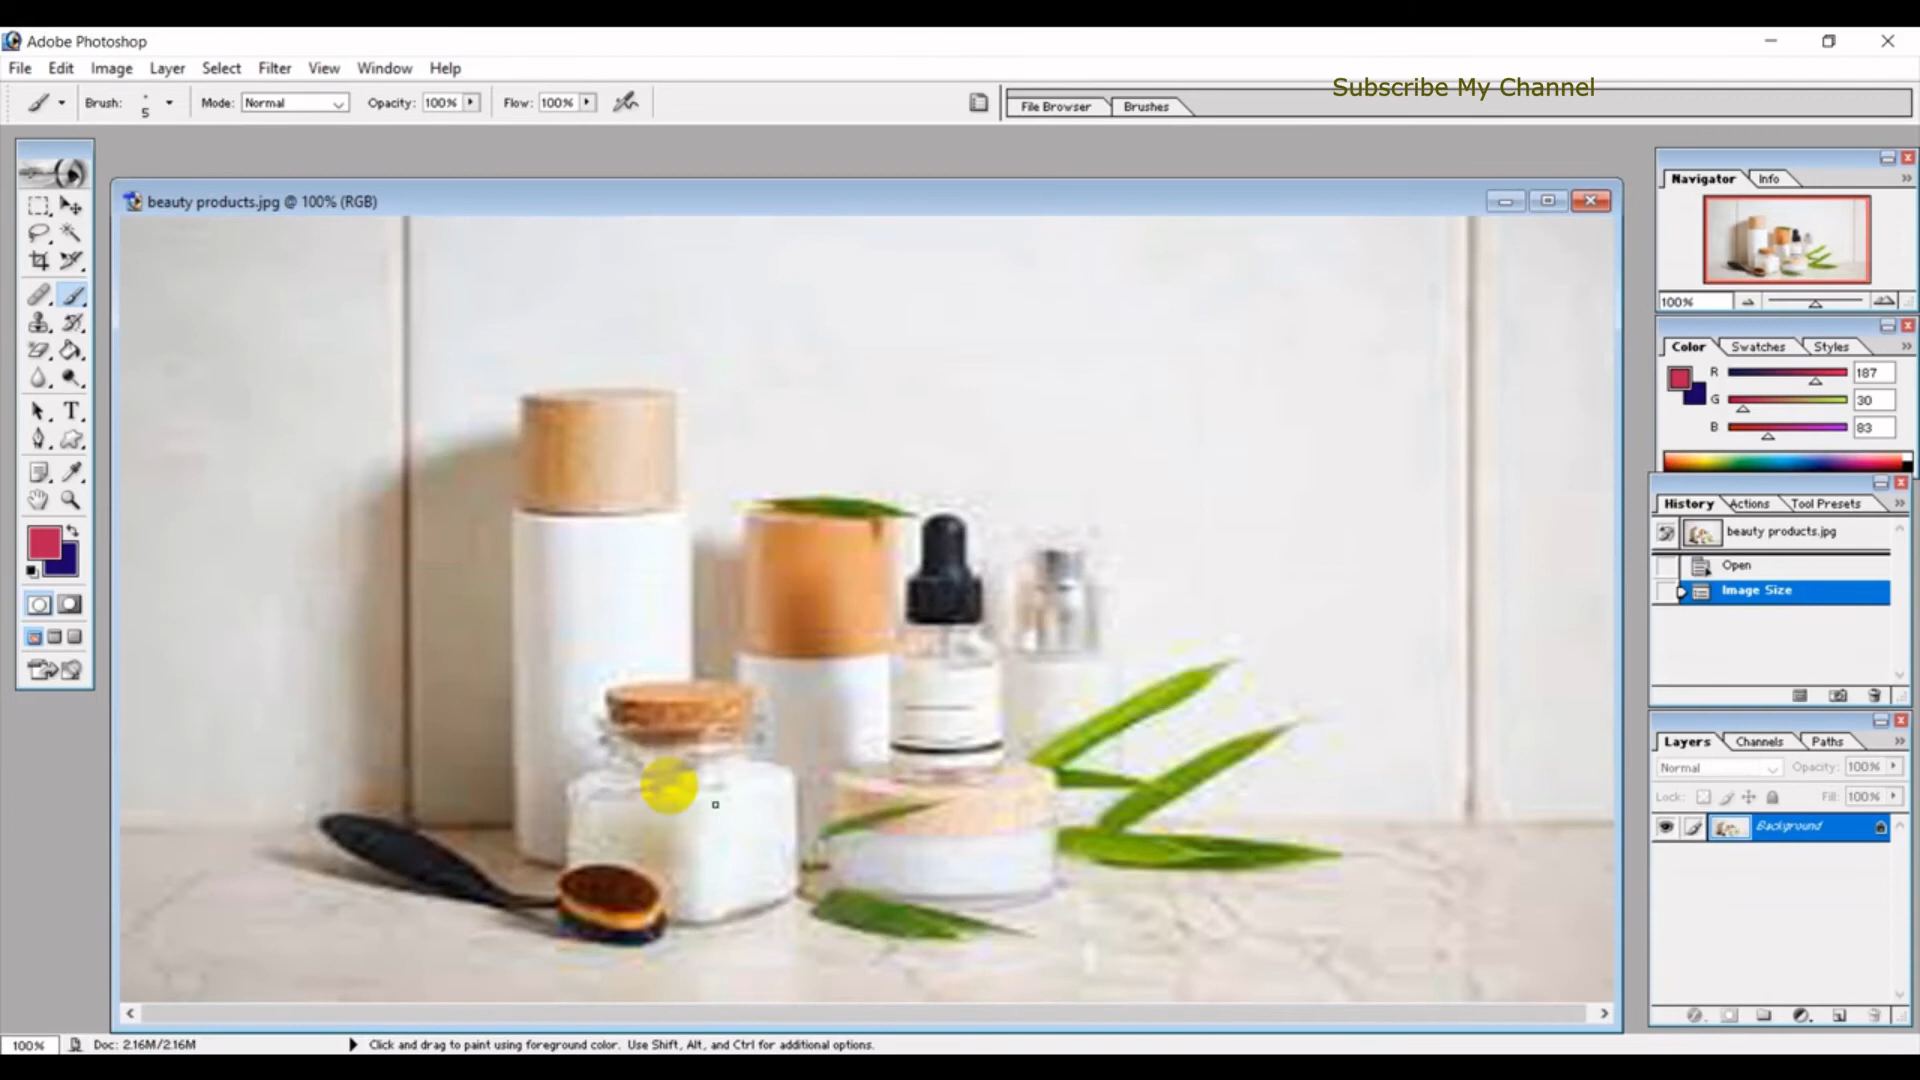 Adobe Photoshop
File Edit Image Layer Select Filter View Window Help
Subscribe My Channel
Brush: 5 Mode: Normal Opacity: 100% Flow: 100% File Browser Brushes
beauty products.jpg @ 100% (RGB)
Navigator Info
100%
Color Swatches Styles
R 187
G 30
B 83
History Actions Tool Presets
beauty products.jpg
Open
Image Size
Layers Channels Paths
Normal Opacity: 100%
Lock: Fill: 100%
Background
100% Doc: 2.16M/2.16M Click and drag to paint using foreground color. Use Shift, Alt, and Ctrl for additional options.